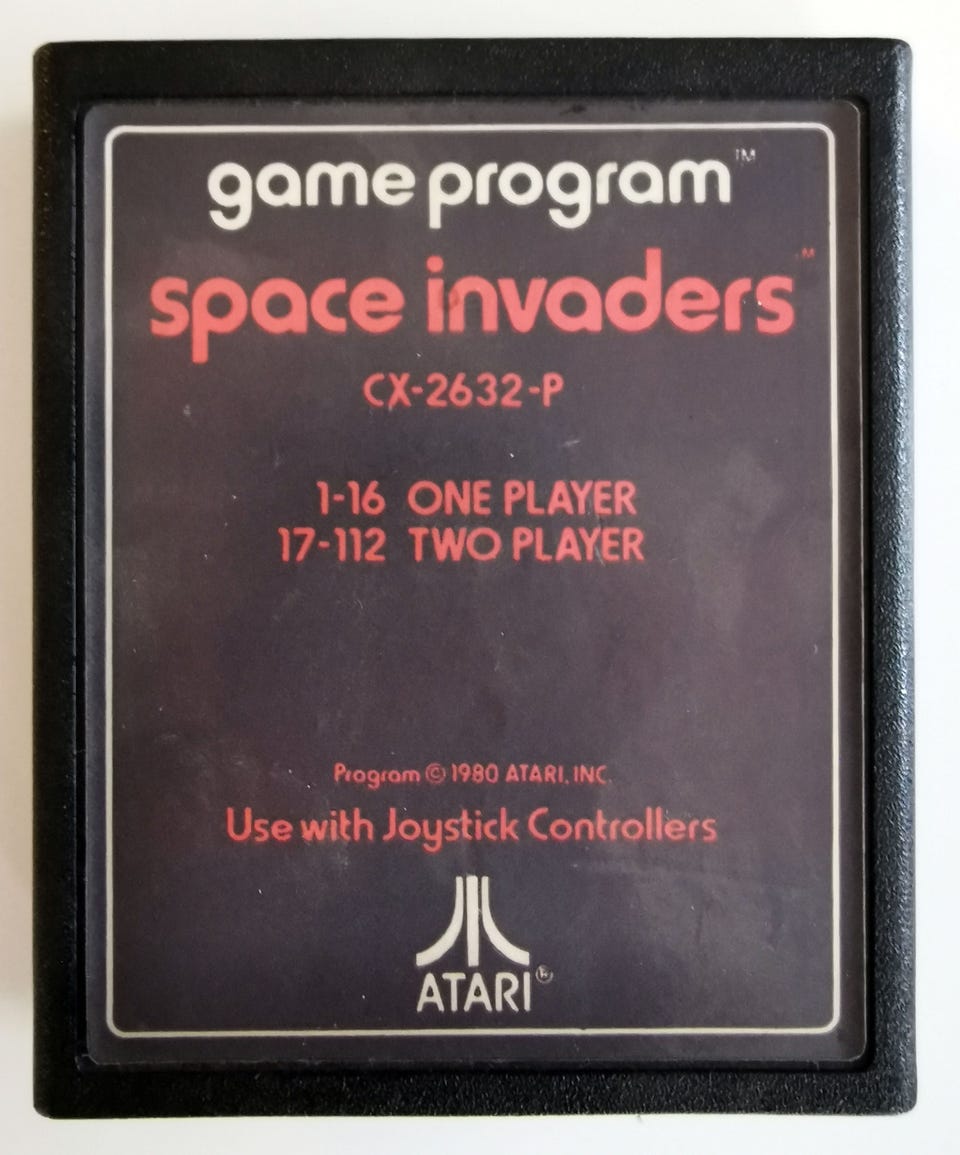 game program™
space invaders™
CX-2632-P
1-16 ONE PLAYER
17-112 TWO PLAYER
Program © 1980 ATARI, INC.
Use with Joystick Controllers
ATARI®